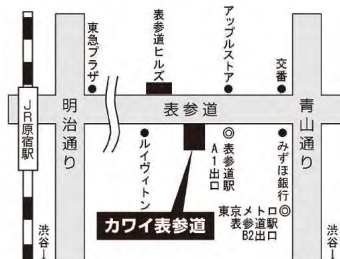 東急プラザ
表参道ヒルズ
アップルストア
交番
JR原宿駅
明治通り
表参道
青山通り
ルイヴィトン
表参道駅
A1出口
みずほ銀行
東京メトロ
表参道駅
B2出口
カワイ表参道
渋谷↓
渋谷↓